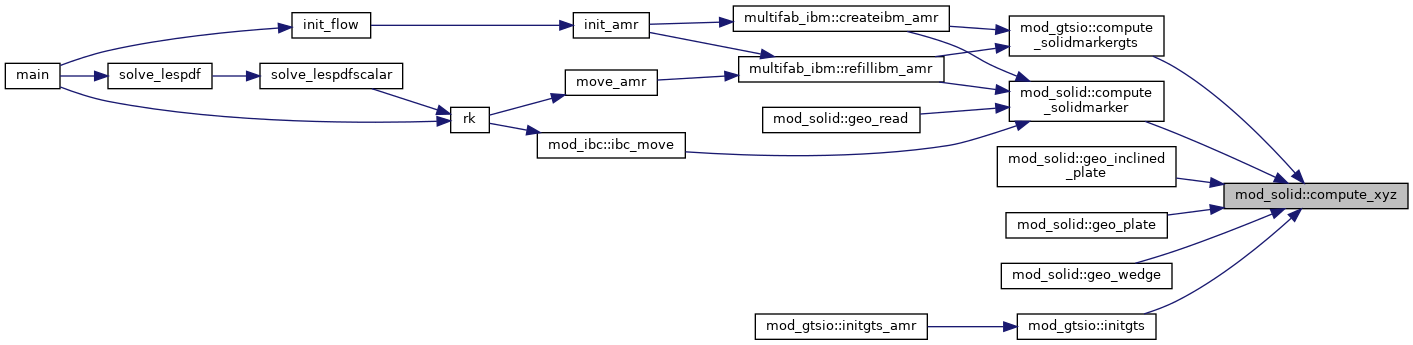 main
init_flow
solve_lespdf
solve_lespdfscalar
rk
init_amr
move_amr
mod_ibc::ibc_move
multifab_ibm::createibm_amr
multifab_ibm::refillibm_amr
mod_solid::geo_read
mod_gtsio::initgts_amr
mod_gtsio::compute
_solidmarkergts
mod_solid::compute
_solidmarker
mod_solid::geo_inclined
_plate
mod_solid::geo_plate
mod_solid::geo_wedge
mod_gtsio::initgts
mod_solid::compute_xyz